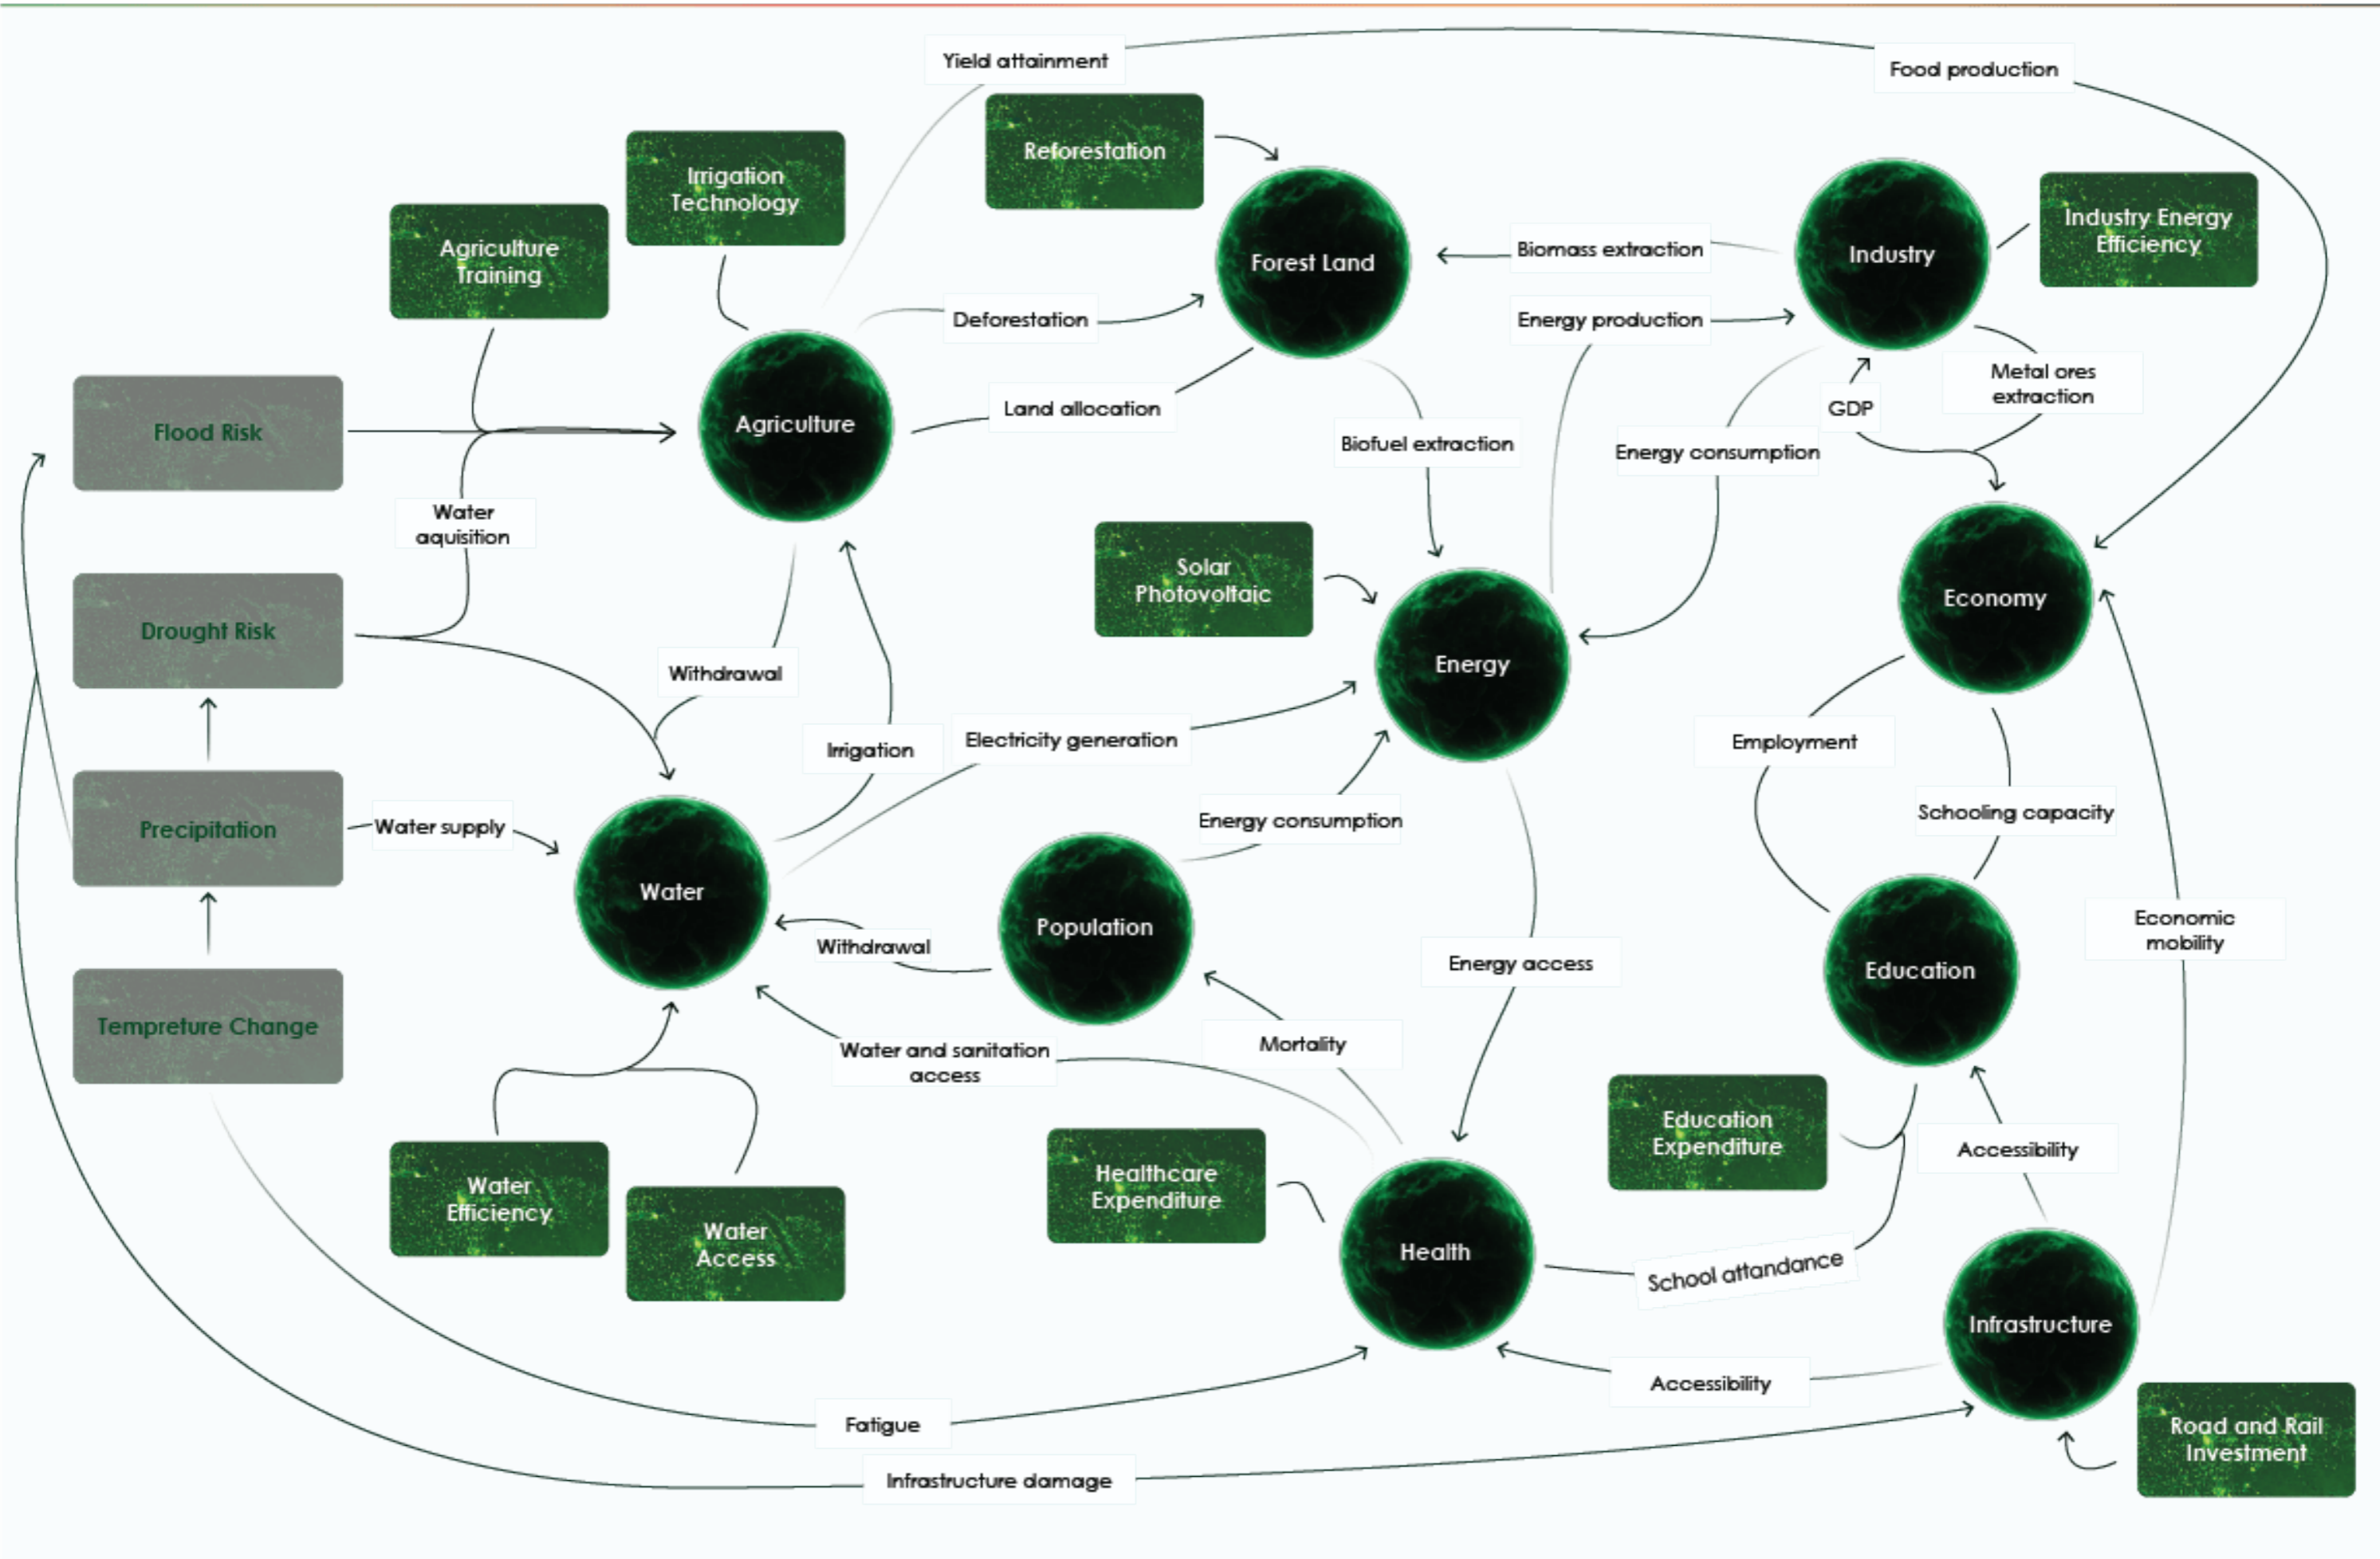 Yield attainment
Food production
Reforestation
Irrigation
Technology
Industry Energy
Efficiency
Agriculture
Training
Forest Land
Biomass extraction
Industry
Deforestation
Energy production
Metal ores
extraction
Land allocation
GDP
Flood Risk
Agriculture
Biofuel extraction
Energy consumption
Water
aquisition
Solar
Photovoltaic
Economy
Drought Risk
Withdrawal
Energy
Irrigation
Electricity generation
Employment
Precipitation
Water supply
Energy consumption
Schooling capacity
Water
Population
Withdrawal
Energy access
Education
Economic
mobility
Tempreture Change
Water and sanitation
access
Mortality
Education
Expenditure
Accessibility
Water
Efficiency
Water
Access
Healthcare
Expenditure
Health
School attandance
Infrastructure
Accessibility
Fatigue
Road and Rail
Investment
Infrastructure damage